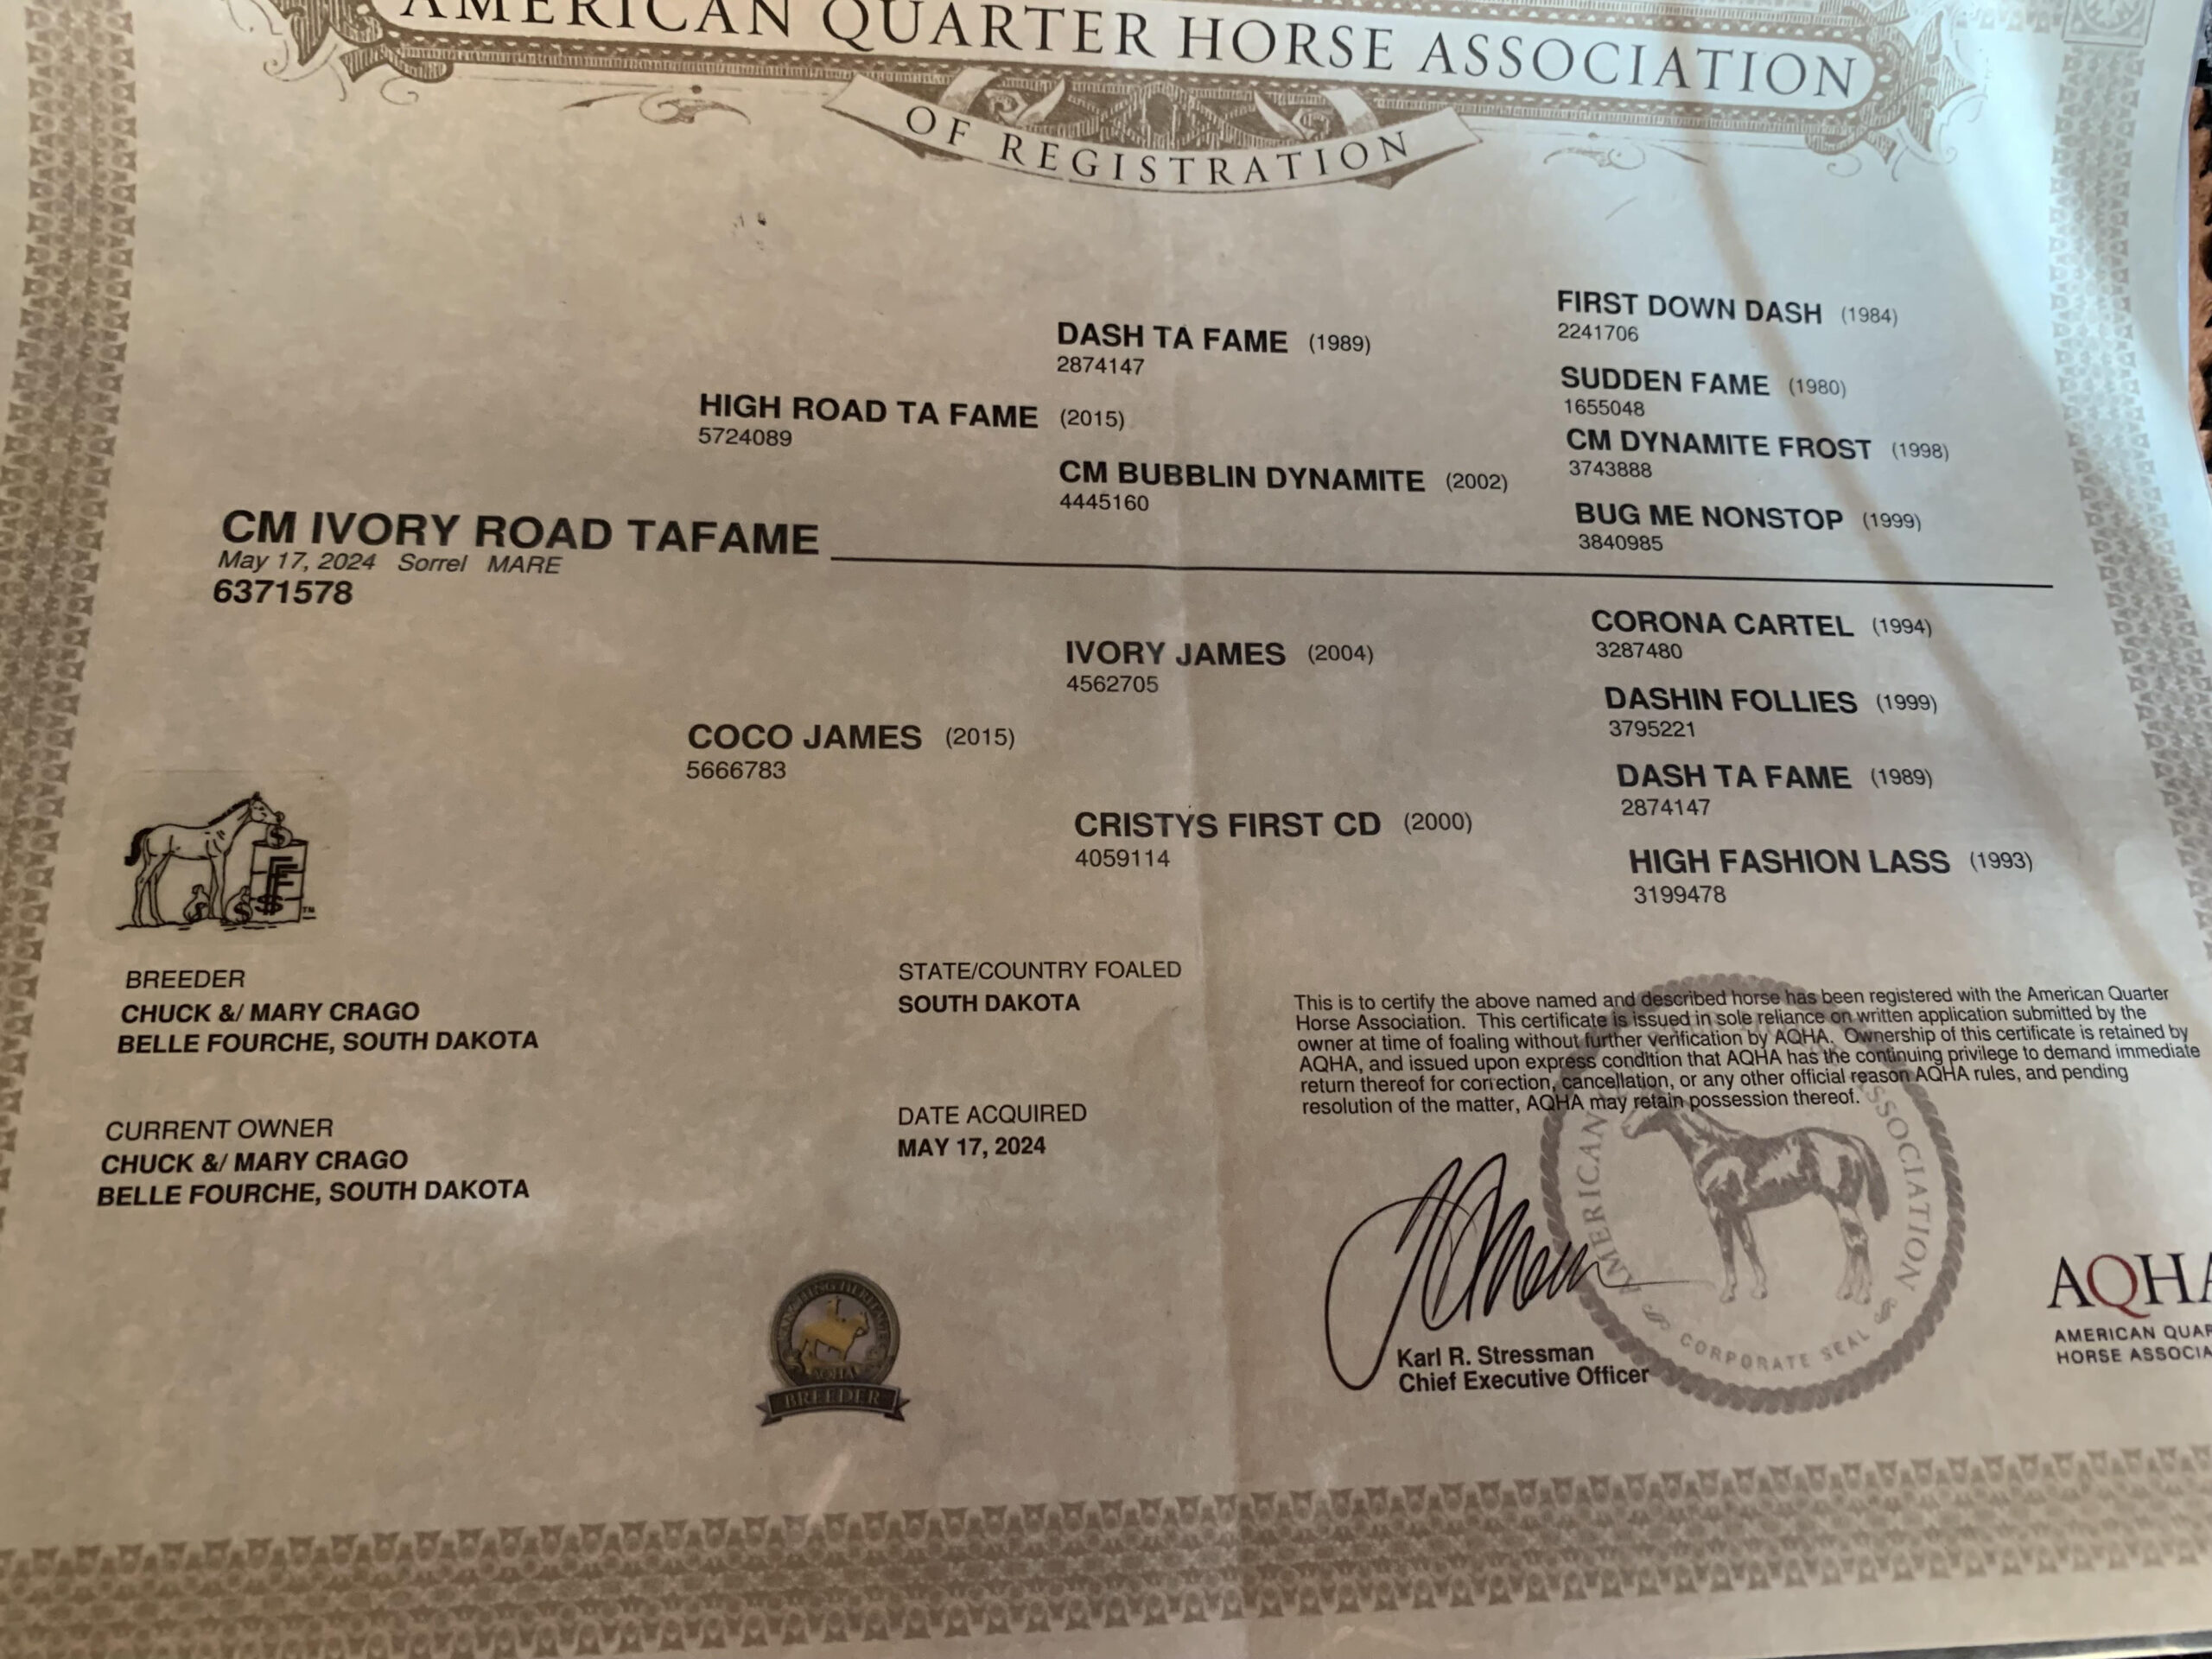 AMERICAN QUARTER HORSE ASSOCIATION
OF REGISTRATION
FIRST DOWN DASH (1984)
2241706
DASH TA FAME (1989)
2874147
SUDDEN FAME (1980)
1655048
HIGH ROAD TA FAME (2015)
5724089
CM DYNAMITE FROST (1998)
3743888
CM BUBBLIN DYNAMITE (2002)
4445160
BUG ME NONSTOP (1999)
3840985
CM IVORY ROAD TAFAME
May 17, 2024 Sorrel MARE
6371578
CORONA CARTEL (1994)
3287480
IVORY JAMES (2004)
4562705
DASHIN FOLLIES (1999)
3795221
COCO JAMES (2015)
5666783
DASH TA FAME (1989)
2874147
CRISTYS FIRST CD (2000)
4059114
HIGH FASHION LASS (1993)
3199478
BREEDER
CHUCK &/ MARY CRAGO
BELLE FOURCHE, SOUTH DAKOTA
STATE/COUNTRY FOALED
SOUTH DAKOTA
CURRENT OWNER
CHUCK &/ MARY CRAGO
BELLE FOURCHE, SOUTH DAKOTA
DATE ACQUIRED
MAY 17, 2024
This is to certify the above named and described horse has been registered with the American Quarter
Horse Association. This certificate is issued in sole reliance on written application submitted by the
owner at time of foaling without further verification by AQHA. Ownership of this certificate is retained by
AQHA, and issued upon express condition that AQHA has the continuing privilege to demand immediate
return thereof for correction, cancellation, or any other official reason AQHA rules, and pending
resolution of the matter, AQHA may retain possession thereof.
Karl R. Stressman
Chief Executive Officer
AMERICAN
ASSOCIATION
CORPORATE SEAL
RANCHING HERITAGE
AQHA
BREEDER
AQHA
AMERICAN QUAR
HORSE ASSOCIA